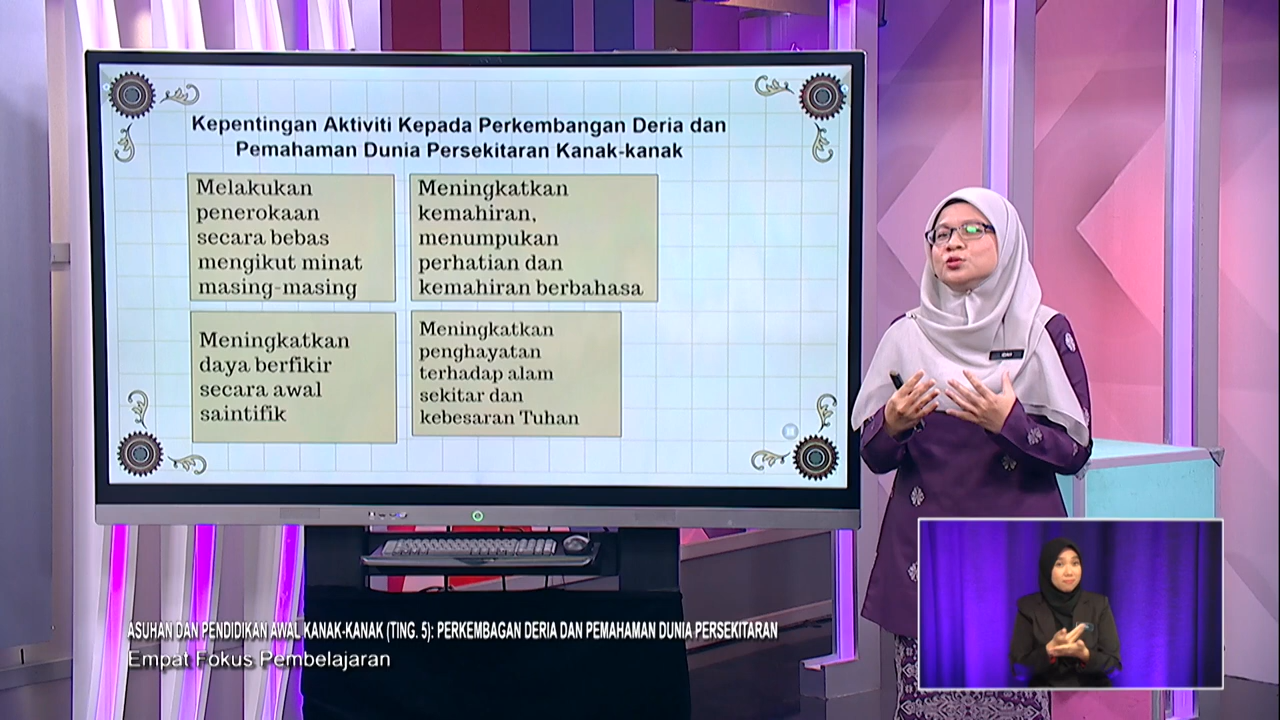 Kepentingan Aktiviti Kepada Perkembangan Deria dan
Pemahaman Dunia Persekitaran Kanak-kanak
Melakukan
penerokaan
secara bebas
mengikut minat
masing-masing
Meningkatkan
kemahiran,
menumpukan
perhatian dan
kemahiran berbahasa
Meningkatkan
daya berfikir
secara awal
saintifik
Meningkatkan
penghayatan
terhadap alam
sekitar dan
kebesaran Tuhan
ASUHAN DAN PENDIDIKAN AWAL KANAK-KANAK (TING. 5): PERKEMBAGAN DERIA DAN PEMAHAMAN DUNIA PERSEKITARAN
Empat Fokus Pembelajaran